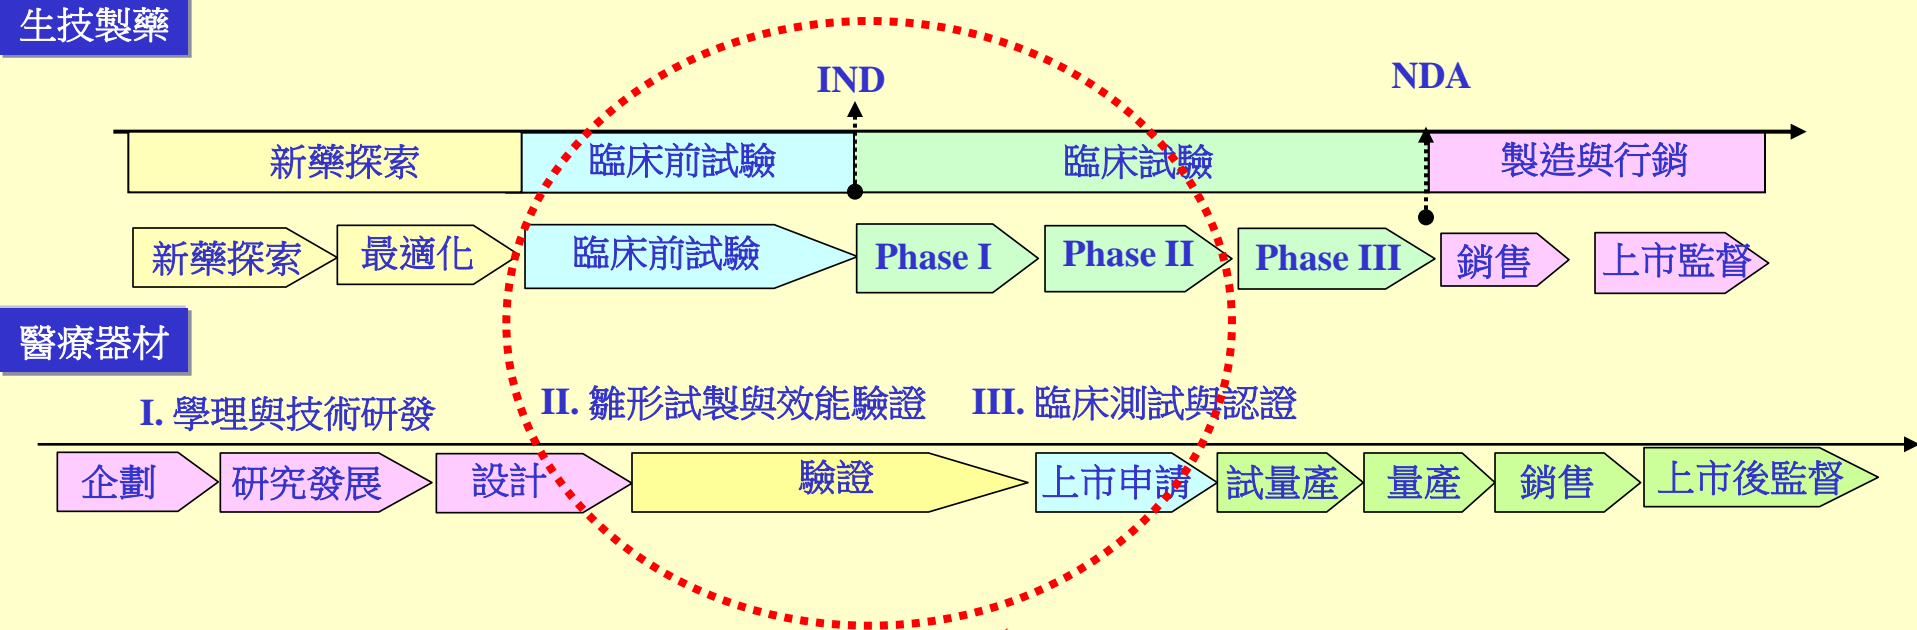 生技製藥
IND
NDA
新藥探索 臨床前試驗 臨床試驗 製造與行銷
新藥探索 最適化 臨床前試驗 Phase I Phase II Phase III 銷售 上市監督
醫療器材
I. 學理與技術研發 II. 雛形試製與效能驗證 III. 臨床測試與認證
企劃 研究發展 設計 驗證 上市申請 試量產 量產 銷售 上市後監督